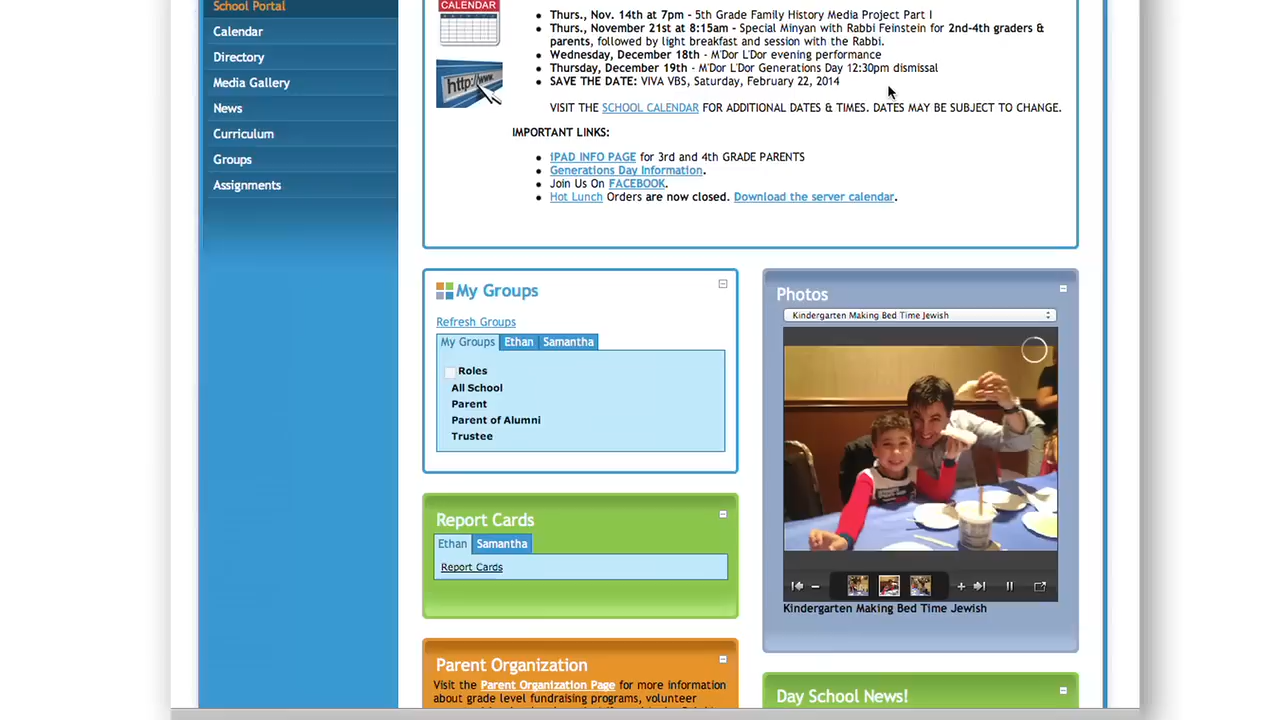 School Portal
Calendar
Directory
Media Gallery
News
Curriculum
Groups
Assignments
CALENDAR
http://www
Thurs., Nov. 14th at 7pm - 5th Grade Family History Media Project Part I
Thurs., November 21st at 8:15am - Special Minyan with Rabbi Feinstein for 2nd-4th graders &
parents, followed by light breakfast and session with the Rabbi.
Wednesday, December 18th - M'Dor L'Dor evening performance
Thursday, December 19th - M'Dor L'Dor Generations Day 12:30pm dismissal
SAVE THE DATE: VIVA VBS, Saturday, February 22, 2014
VISIT THE SCHOOL CALENDAR FOR ADDITIONAL DATES & TIMES. DATES MAY BE SUBJECT TO CHANGE.
IMPORTANT LINKS:
IPAD INFO PAGE for 3rd and 4th GRADE PARENTS
Generations Day Information.
Join Us On FACEBOOK.
Hot Lunch Orders are now closed. Download the server calendar.
My Groups
Refresh Groups
My Groups Ethan Samantha
Roles
All School
Parent
Parent of Alumni
Trustee
Report Cards
Ethan Samantha
Report Cards
Parent Organization
Visit the Parent Organization Page for more information
about grade level fundraising programs, volunteer
Photos
Kindergarten Making Bed Time Jewish
Kindergarten Making Bed Time Jewish
Day School News!